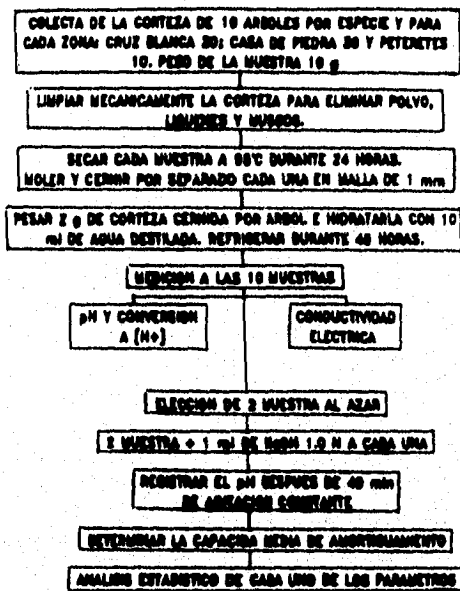 COLECTA DE LA CORTEZA DE 10 ARBOLES POR ESPECIE Y PARA
CADA ZONA: CRUZ BLANCA 30; CASA DE PIEDRA 30 Y PETERETES
10. PESO DE LA MUESTRA 10 g
LIMPIAR MECANICAMENTE LA CORTEZA PARA ELIMINAR POLVO,
LIQUENES Y MUSGOS.
SECAR CADA MUESTRA A 95°C DURANTE 24 HORAS.
MOLER Y CERNIR POR SEPARADO CADA UNA EN MALLA DE 1 mm
PESAR 2 g DE CORTEZA CERNIDA POR ARBOL E HIDRATARLA CON 10
ml DE AGUA DESTILADA. REFRIGERAR DURANTE 48 HORAS.
MEDICION A LAS 10 MUESTRAS
pH Y CONVERSION
A [H+]
CONDUCTIVIDAD
ELECTRICA
ELECCION DE 2 MUESTRA AL AZAR
2 MUESTRA + 1 ml DE NaOH 1.0 N A CADA UNA
REGISTRAR EL pH DESPUES DE 40 min
DE AGITACION CONSTANTE
DETERMINAR LA CAPACIDA MEDIA DE AMORTIGUAMIENTO
ANALISIS ESTADISTICO DE CADA UNO DE LOS PARAMETROS